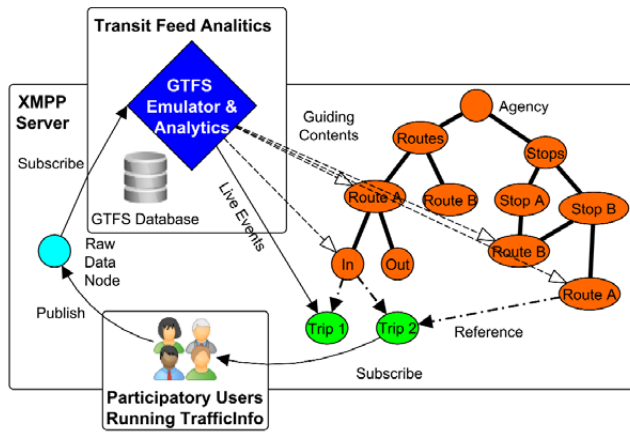 Transit Feed Analitics
XMPP
Server
GTFS
Emulator &
Analytics
Guiding
Contents
Agency
Routes
Stops
Subscribe
GTFS Database
Live Events
Route A
Route B
Stop A
Stop B
Route B
In
Out
Route A
Raw
Data
Node
Publish
Trip 1
Trip 2
Reference
Subscribe
Participatory Users
Running TrafficInfo